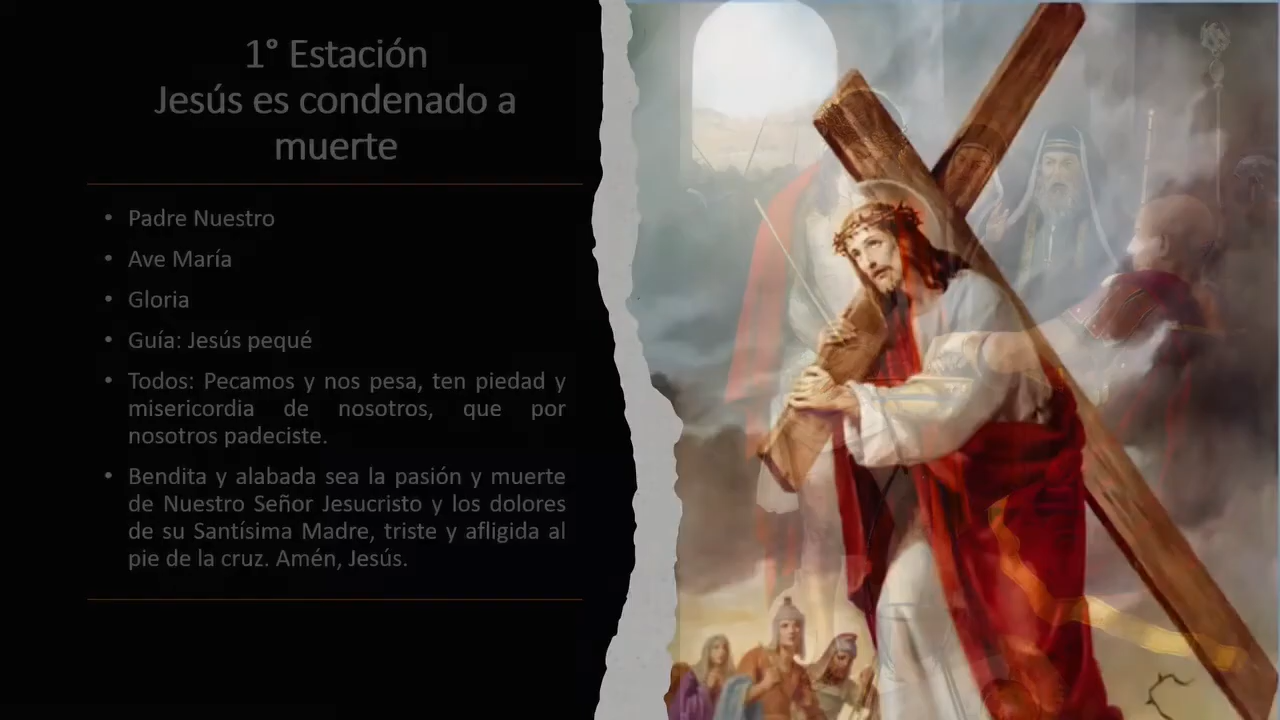 1° Estación
Jesús es condenado a
muerte
• Padre Nuestro
• Ave María
• Gloria
• Guía: Jesús pequé
• Todos: Pecamos y nos pesa, ten piedad y
misericordia de nosotros, que por
nosotros padeciste.
• Bendita y alabada sea la pasión y muerte
de Nuestro Señor Jesucristo y los dolores
de su Santísima Madre, triste y afligida al
pie de la cruz. Amén, Jesús.